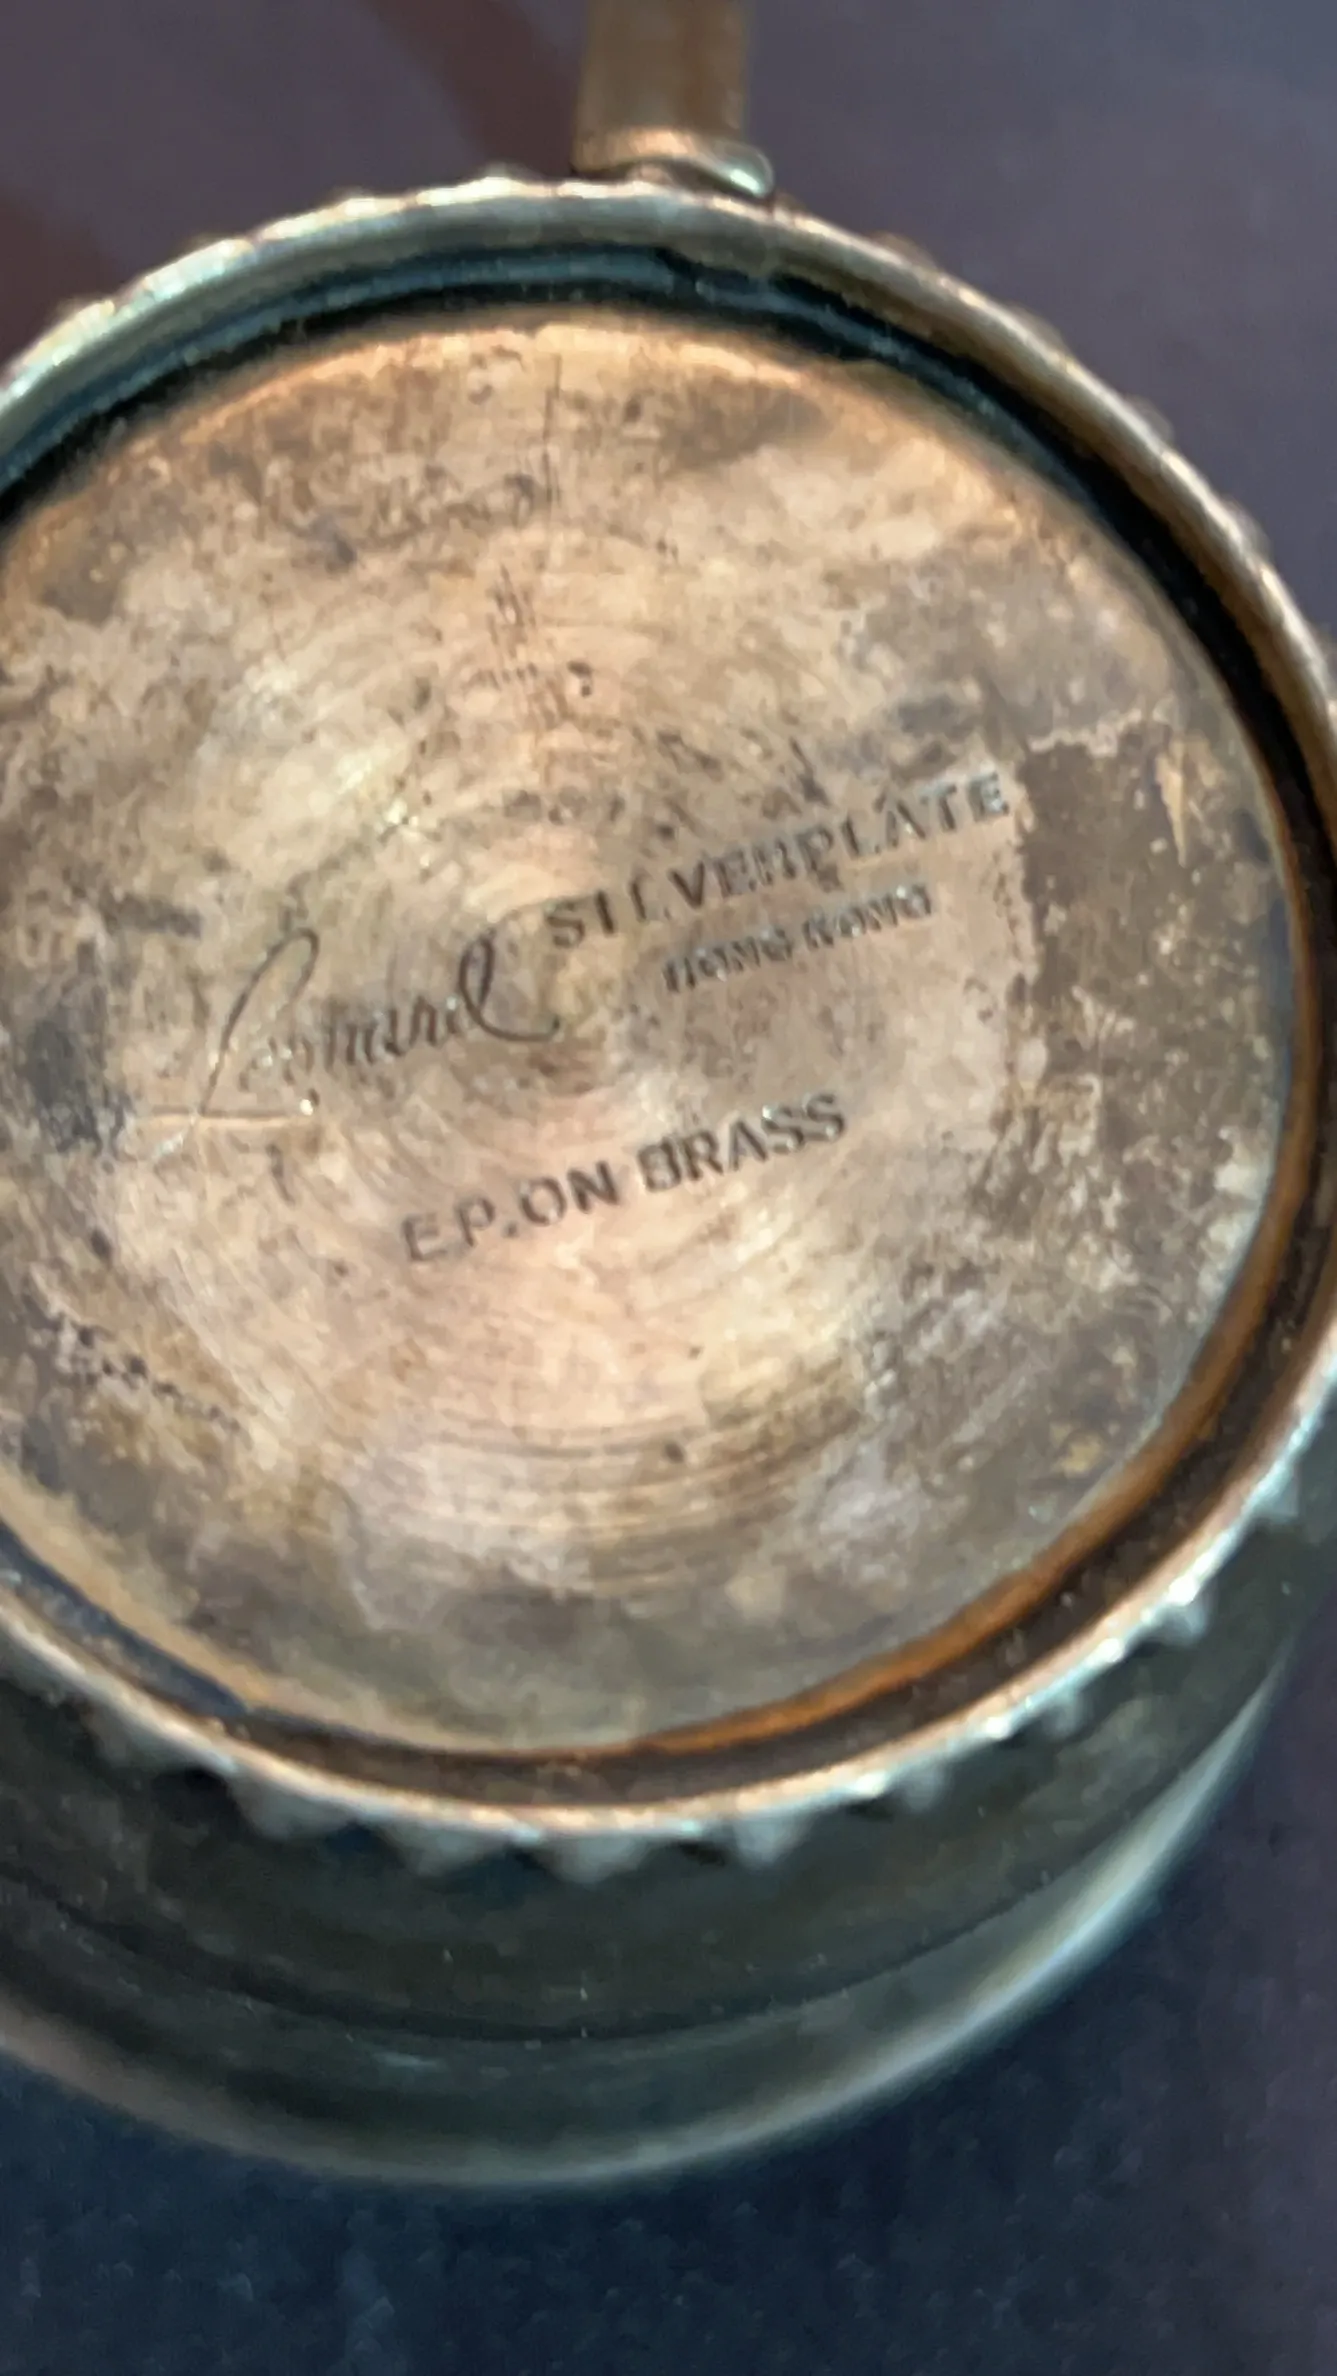 Leonard SILVERPLATE
HONG KONG
E.P. ON BRASS